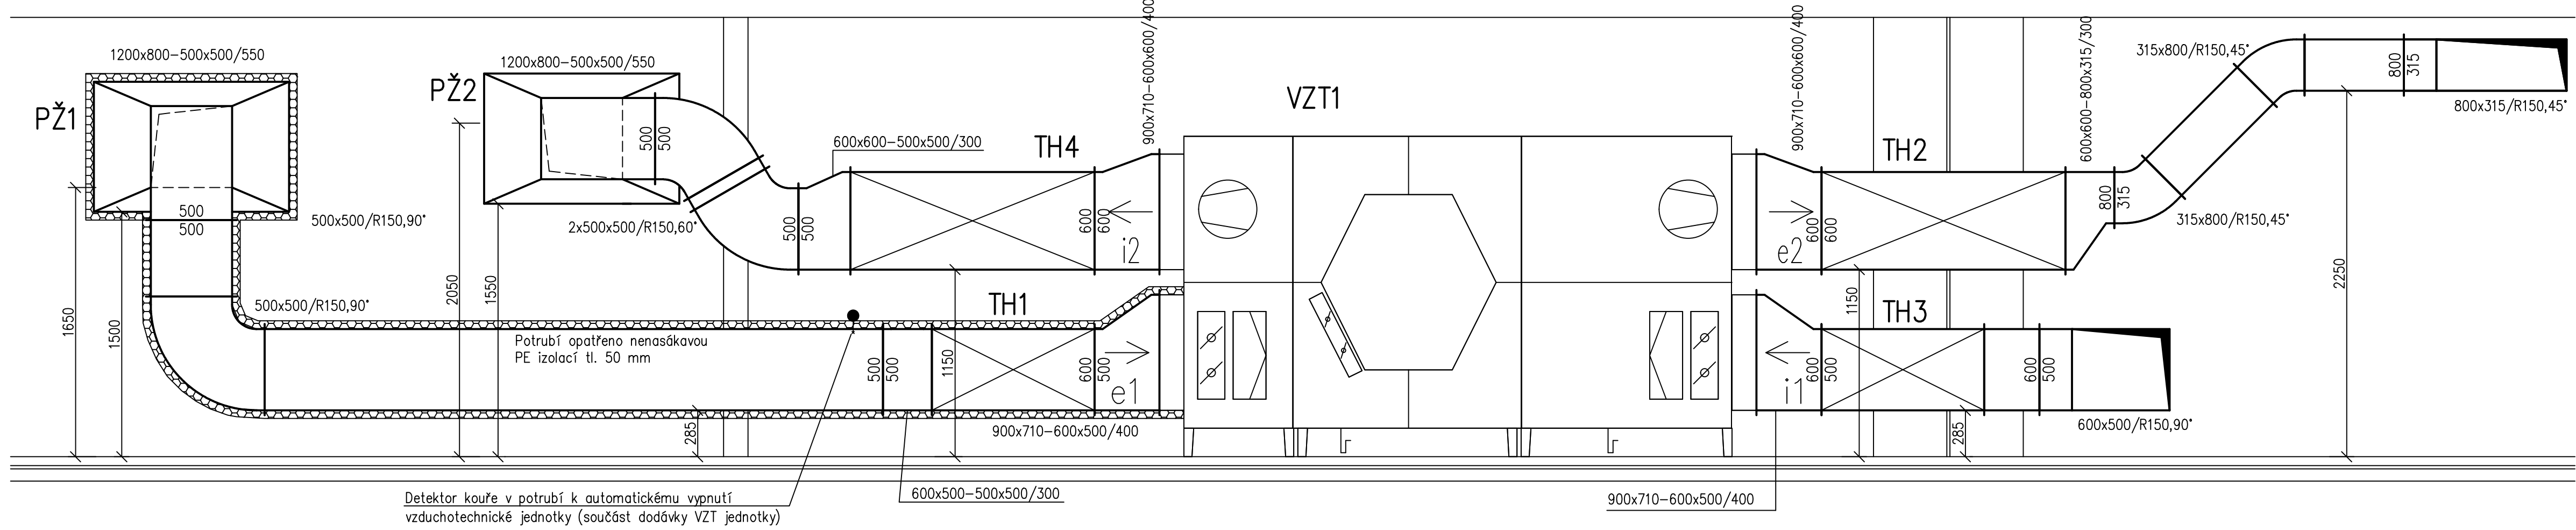 1200x800-500x500/550
PŽ1
500
500
500x500/R150,90°
500x500/R150,90°
1650
1500
1200x800-500x500/550
PŽ2
500
500
2x500x500/R150,60°
2050
1550
600x600-500x500/300
TH4
900x710-600x600/400
500
500
600
600
i2
TH1
Potrubí opatřeno nenasákavou
PE izolací tl. 50 mm
500
500
1150
600
500
e1
285
900x710-600x500/400
Detektor kouře v potrubí k automatickému vypnutí
vzduchotechnické jednotky (součást dodávky VZT jednotky)
600x500-500x500/300
VZT1
900x710-600x600/400
e2
600
600
TH2
600x600-800x315/300
800
315
315x800/R150,45°
315x800/R150,45°
800
315
800x315/R150,45°
2250
1150
TH3
i1
600
500
600
500
600x500/R150,90°
285
900x710-600x500/400